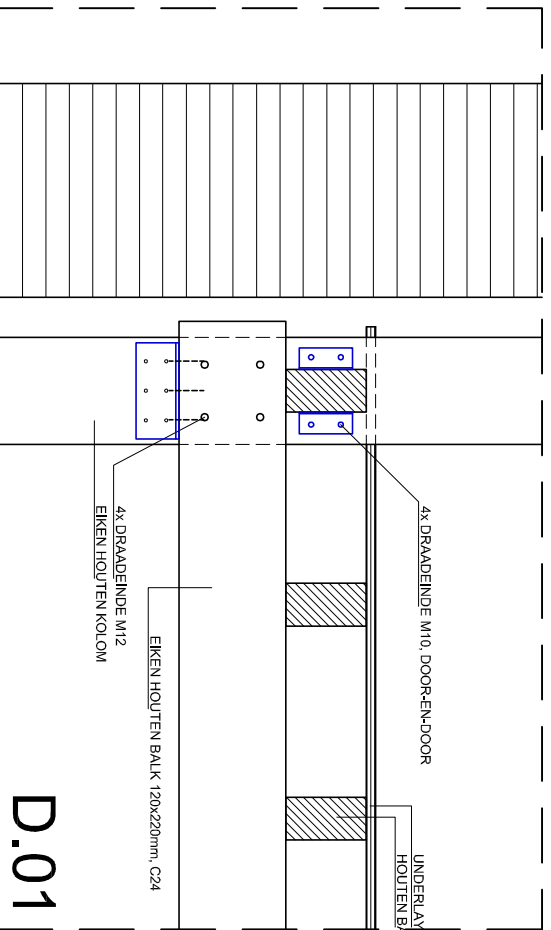 UNDERLAY
HOUTEN BA
4x DRAADEINDE M10, DOOR-EN-DOOR
EIKEN HOUTEN BALK 120x220mm, C24
4x DRAADEINDE M12
EIKEN HOUTEN KOLOM
D.01